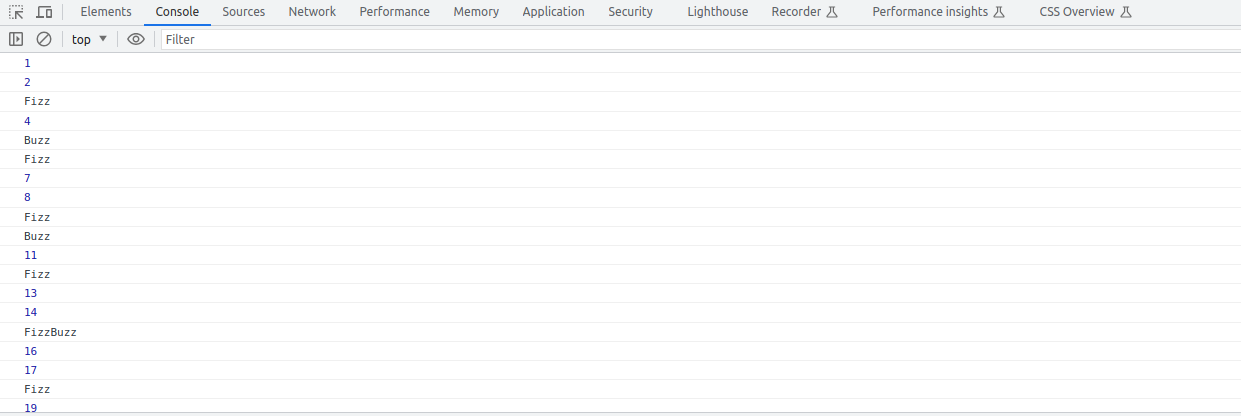 Elements Console Sources Network Performance Memory Application Security Lighthouse Recorder Performance insights CSS Overview
top Filter
1
2
Fizz
4
Buzz
Fizz
7
8
Fizz
Buzz
11
Fizz
13
14
FizzBuzz
16
17
Fizz
19